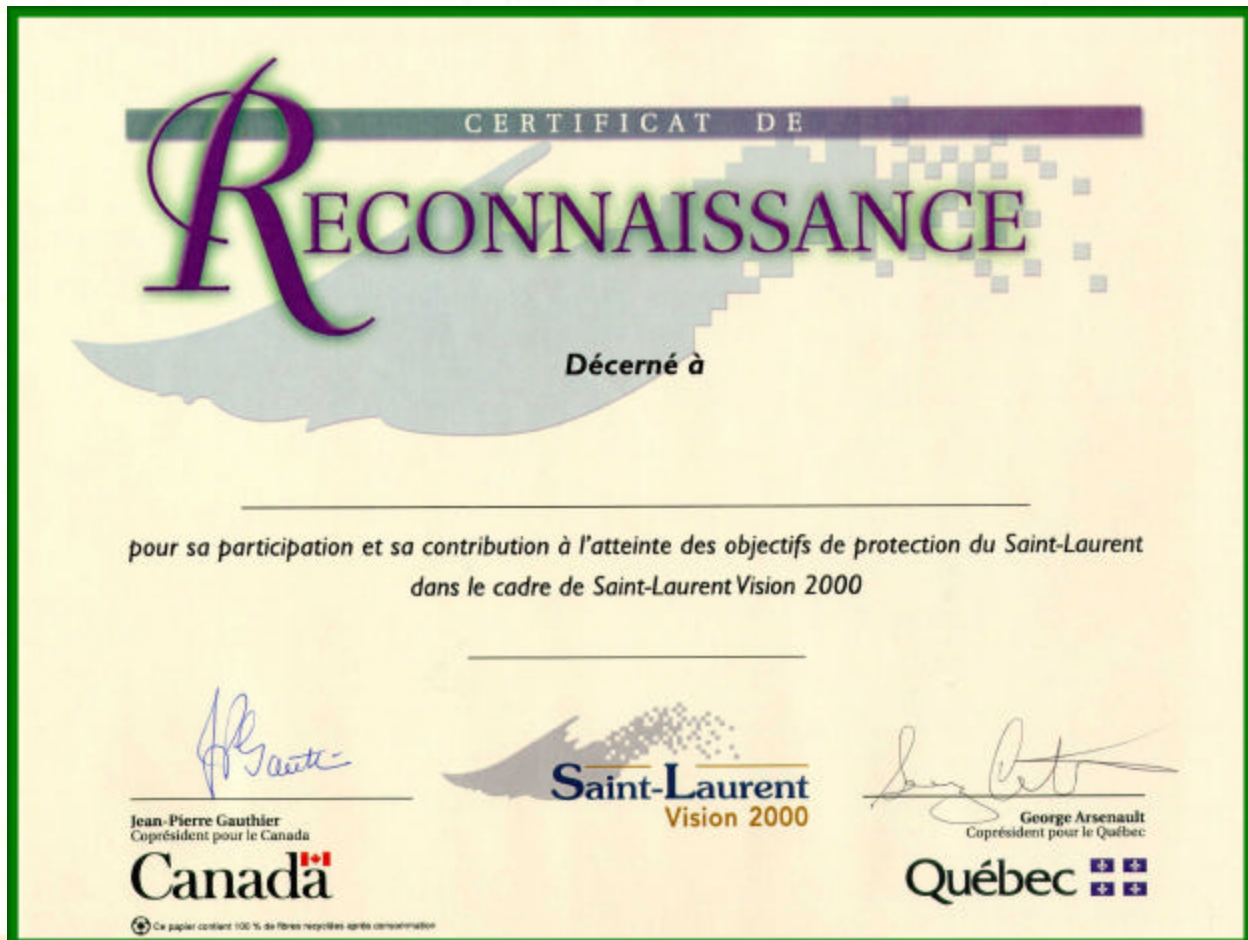 CERTIFICAT DE
RECONNAISSANCE
Décerné à
pour sa participation et sa contribution à l'atteinte des objectifs de protection du Saint-Laurent
dans le cadre de Saint-Laurent Vision 2000
Saint-Laurent
Vision 2000
Jean-Pierre Gauthier
Coprésident pour le Canada
Canada
George Arsenault
Coprésident pour le Québec
Québec
Ce papier contient 100 % de fibres recyclées après consommation